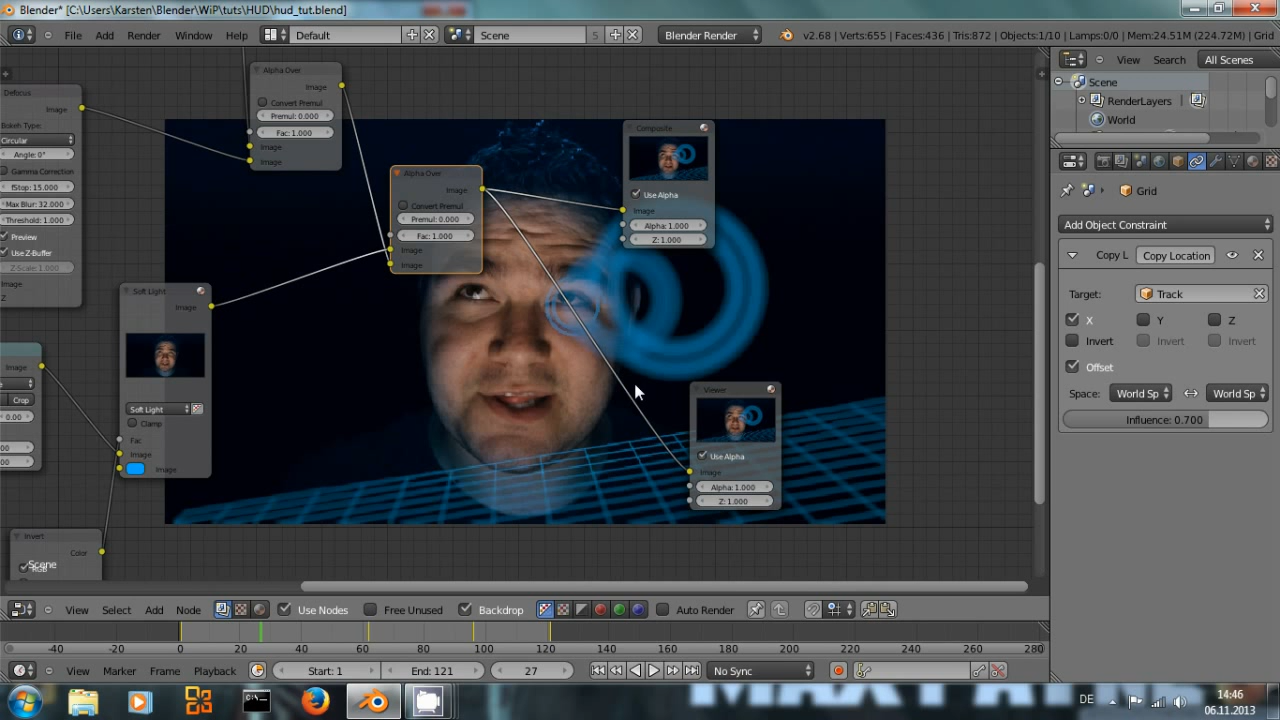 Blender* [C:\Users\Karsten\Blender\WiP\tuts\HUD\hud_tut.blend]
File Add Render Window Help Default Scene 5 Blender Render v2.68 | Verts:655 | Faces:436 | Tris:872 | Objects:1/10 | Lamps:0/0 | Mem:24.51M (224.72M) | Grid
View Search All Scenes
Scene
RenderLayers
World
Grid
Add Object Constraint
Copy L Copy Location
Target: Track
X Y Z
Invert Invert Invert
Offset
Space: World Sp World Sp
Influence: 0.700
Defocus
Image
Bokeh Type:
Circular
Angle: 0°
Gamma Correction
fStop: 15.000
Max Blur: 32.000
Threshold: 1.000
Preview
Use Z-Buffer
Z-Scale: 1.000
Image
Z
Alpha Over
Image
Convert Premul
Premul: 0.000
Fac: 1.000
Image
Image
Alpha Over
Image
Convert Premul
Premul: 0.000
Fac: 1.000
Image
Image
Composite
Use Alpha
Image
Alpha: 1.000
Z: 1.000
Soft Light
Image
Soft Light
Clamp
Fac
Image
Image
Image
Crop
0.00
Viewer
Use Alpha
Image
Alpha: 1.000
Z: 1.000
Invert
Color
Scene
View Select Add Node Use Nodes Free Unused Backdrop Auto Render
-40 -20 0 20 40 60 80 100 120 140 160 180 200 220 240 260 280
View Marker Frame Playback Start: 1 End: 121 27 No Sync
DE
14:46
06.11.2013